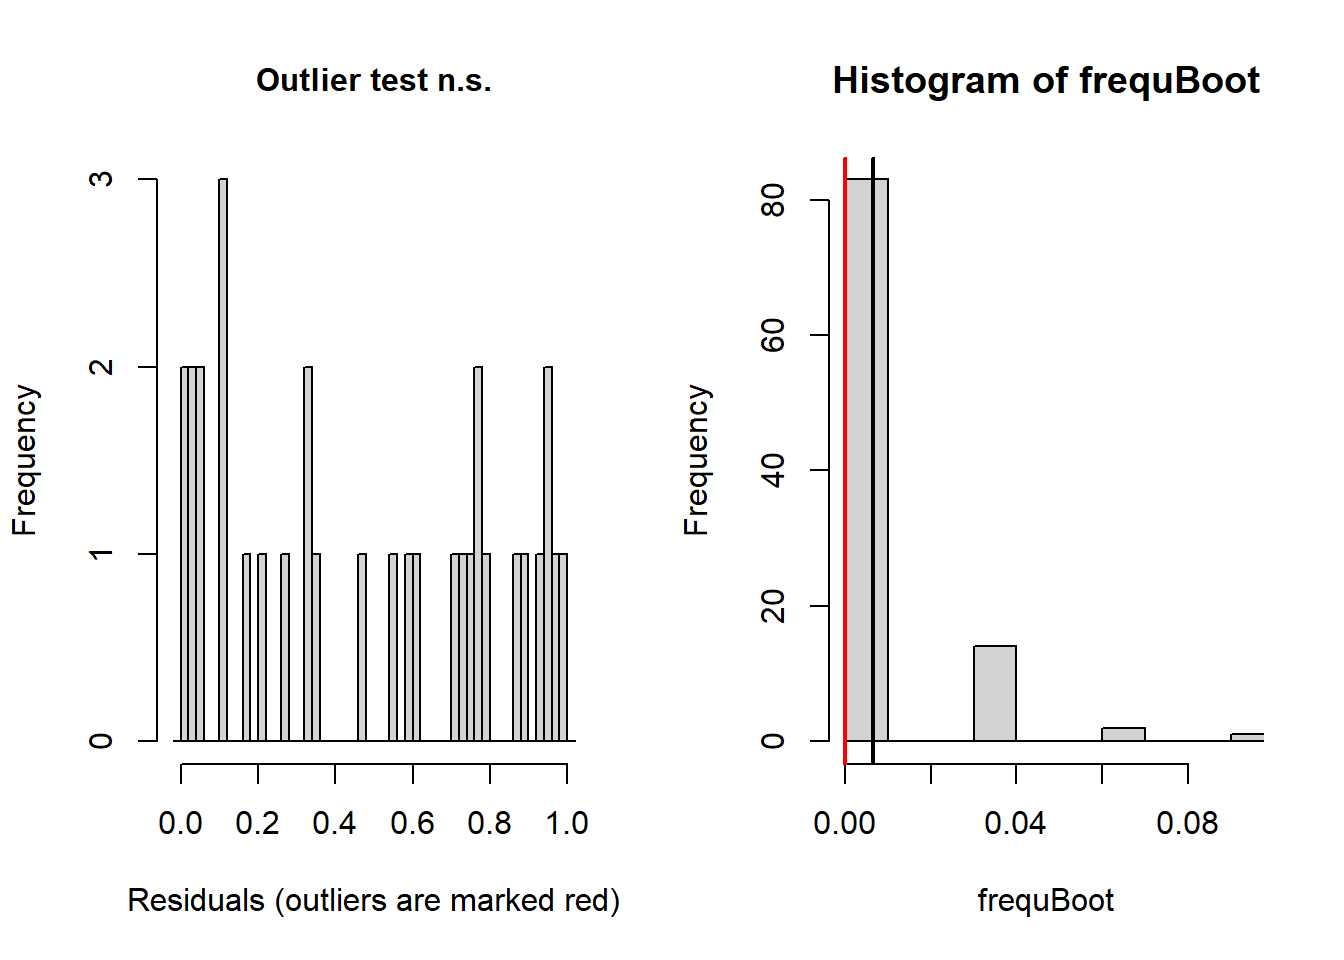 Outlier test n.s.
Frequency
3
2
1
0
0.0 0.2 0.4 0.6 0.8 1.0
Residuals (outliers are marked red)
Histogram of frequBoot
Frequency
80
60
40
20
0
0.00 0.04 0.08
frequBoot